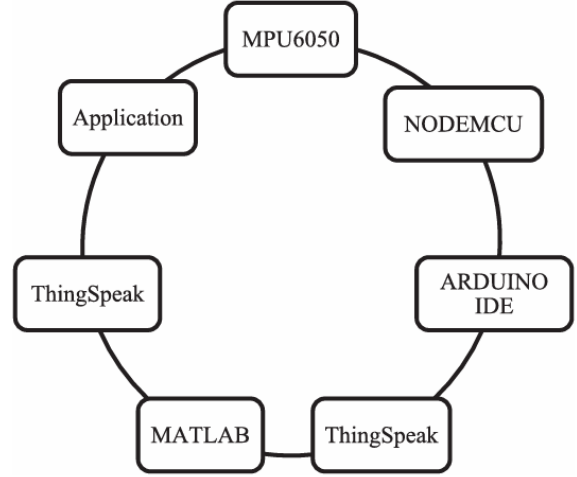 MPU6050
Application
NODEMCU
ThingSpeak
ARDUINO
IDE
MATLAB
ThingSpeak